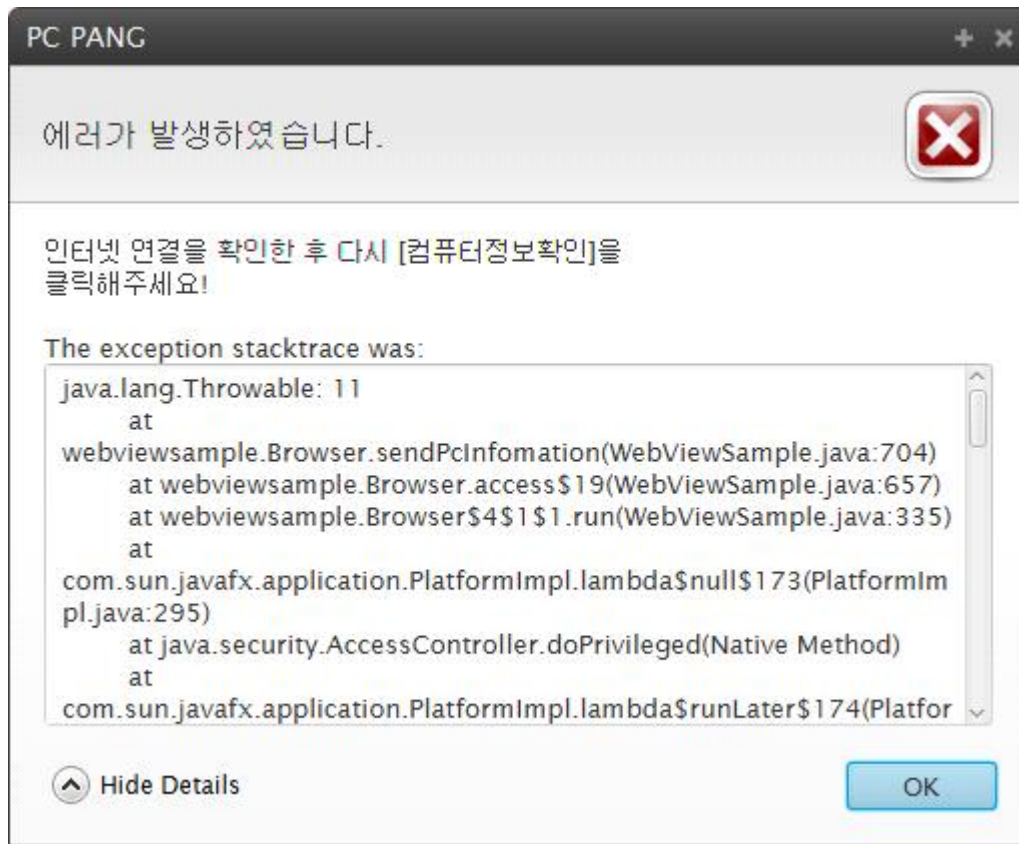 PC PANG
에러가 발생하였습니다.
인터넷 연결을 확인한 후 다시 [컴퓨터정보확인]을
클릭해주세요!
The exception stacktrace was:
java.lang.Throwable: 11
at
webviewsample.Browser.sendPcInfomation(WebViewSample.java:704)
at webviewsample.Browser.access$19(WebViewSample.java:657)
at webviewsample.Browser$4$1$1.run(WebViewSample.java:335)
at
com.sun.javafx.application.PlatformImpl.lambda$null$173(PlatformIm
pl.java:295)
at java.security.AccessController.doPrivileged(Native Method)
at
com.sun.javafx.application.PlatformImpl.lambda$runLater$174(Platfor
Hide Details
OK